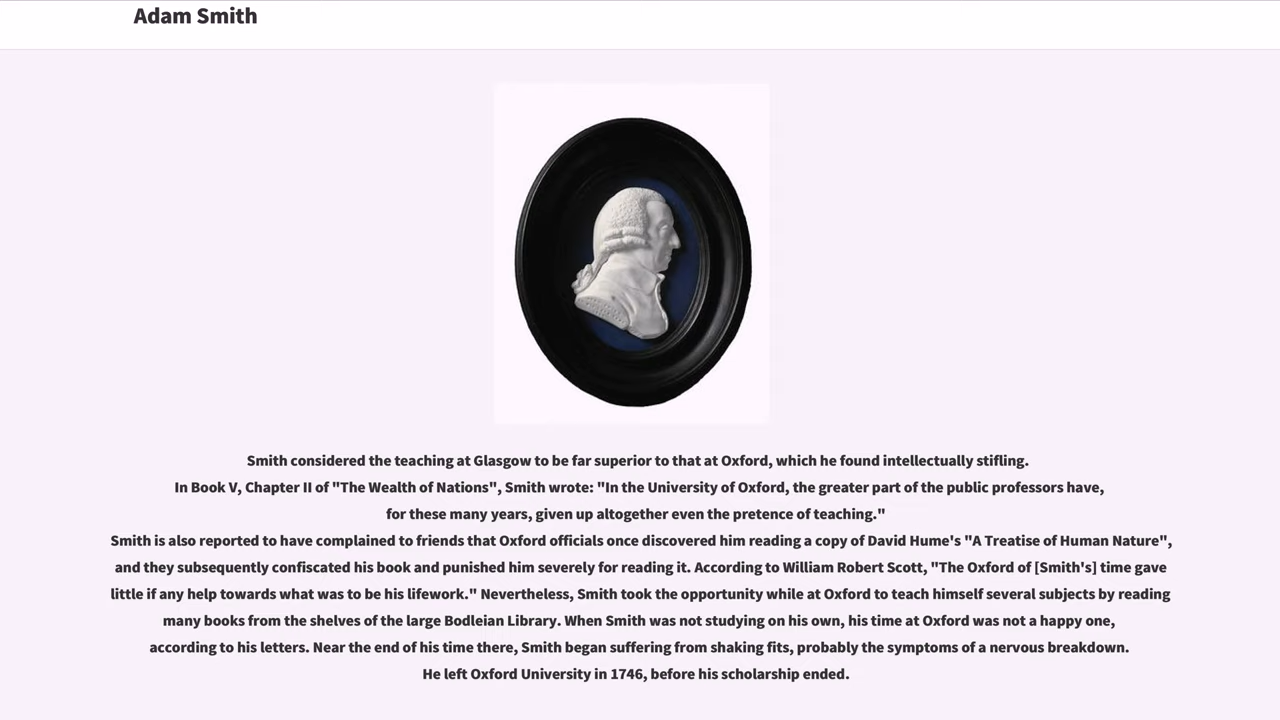 Adam Smith
Smith considered the teaching at Glasgow to be far superior to that at Oxford, which he found intellectually stifling.
In Book V, Chapter II of "The Wealth of Nations", Smith wrote: "In the University of Oxford, the greater part of the public professors have,
for these many years, given up altogether even the pretence of teaching."
Smith is also reported to have complained to friends that Oxford officials once discovered him reading a copy of David Hume's "A Treatise of Human Nature",
and they subsequently confiscated his book and punished him severely for reading it. According to William Robert Scott, "The Oxford of [Smith's] time gave
little if any help towards what was to be his lifework." Nevertheless, Smith took the opportunity while at Oxford to teach himself several subjects by reading
many books from the shelves of the large Bodleian Library. When Smith was not studying on his own, his time at Oxford was not a happy one,
according to his letters. Near the end of his time there, Smith began suffering from shaking fits, probably the symptoms of a nervous breakdown.
He left Oxford University in 1746, before his scholarship ended.